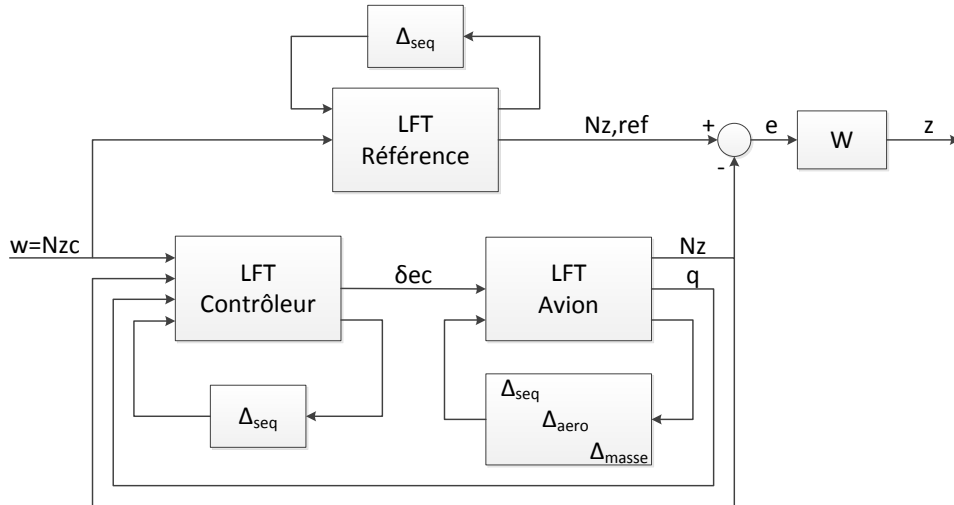 Δseq
LFT
Référence
Nz,ref
+
-
e
W
z
w=Nzc
LFT
Contrôleur
δec
LFT
Avion
Nz
q
Δseq
Δseq
Δaero
Δmasse